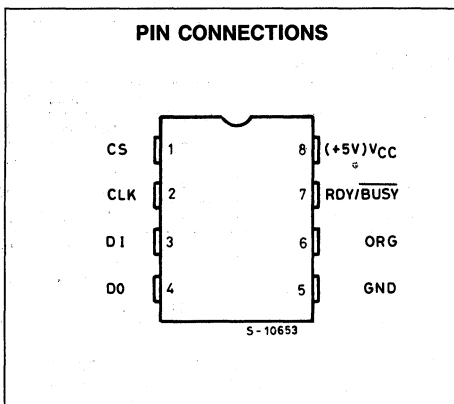 PIN CONNECTIONS
CS 1 8 (+5V)VCC
CLK 2 7 RDY/BUSY
DI 3 6 ORG
DO 4 5 GND
S-10653